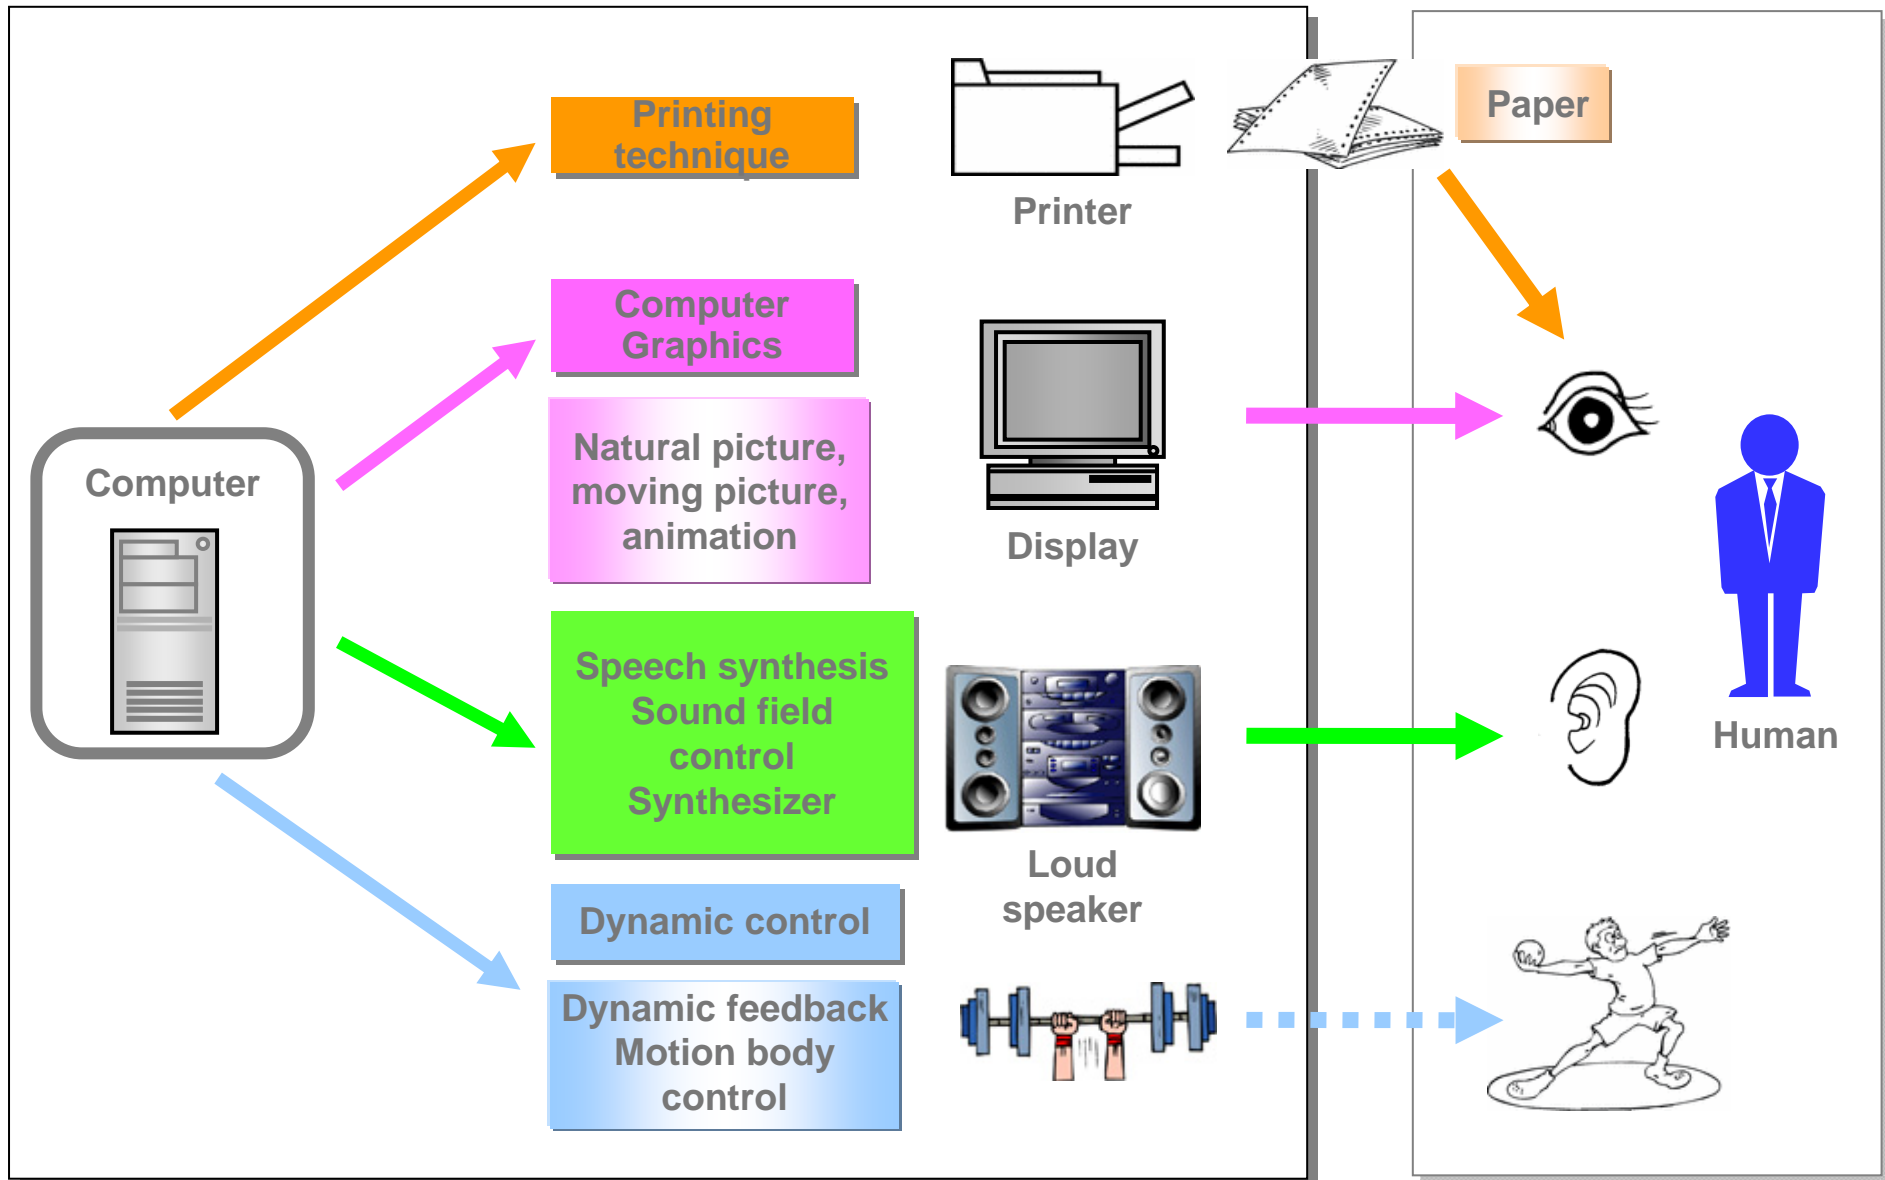 Printing
technique
Printer
Paper
Computer
Graphics
Natural picture,
moving picture,
animation
Display
Computer
Speech synthesis
Sound field
control
Synthesizer
Loud
speaker
Human
Dynamic control
Dynamic feedback
Motion body
control